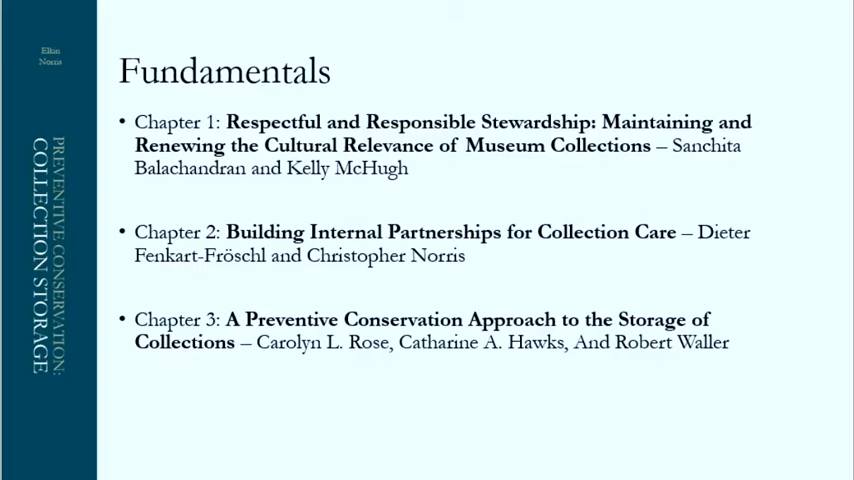 Elkin
Norris
PREVENTIVE CONSERVATION:
COLLECTION STORAGE
Fundamentals
• Chapter 1: Respectful and Responsible Stewardship: Maintaining and
Renewing the Cultural Relevance of Museum Collections – Sanchita
Balachandran and Kelly McHugh
• Chapter 2: Building Internal Partnerships for Collection Care – Dieter
Fenkart-Fröschl and Christopher Norris
• Chapter 3: A Preventive Conservation Approach to the Storage of
Collections – Carolyn L. Rose, Catharine A. Hawks, And Robert Waller